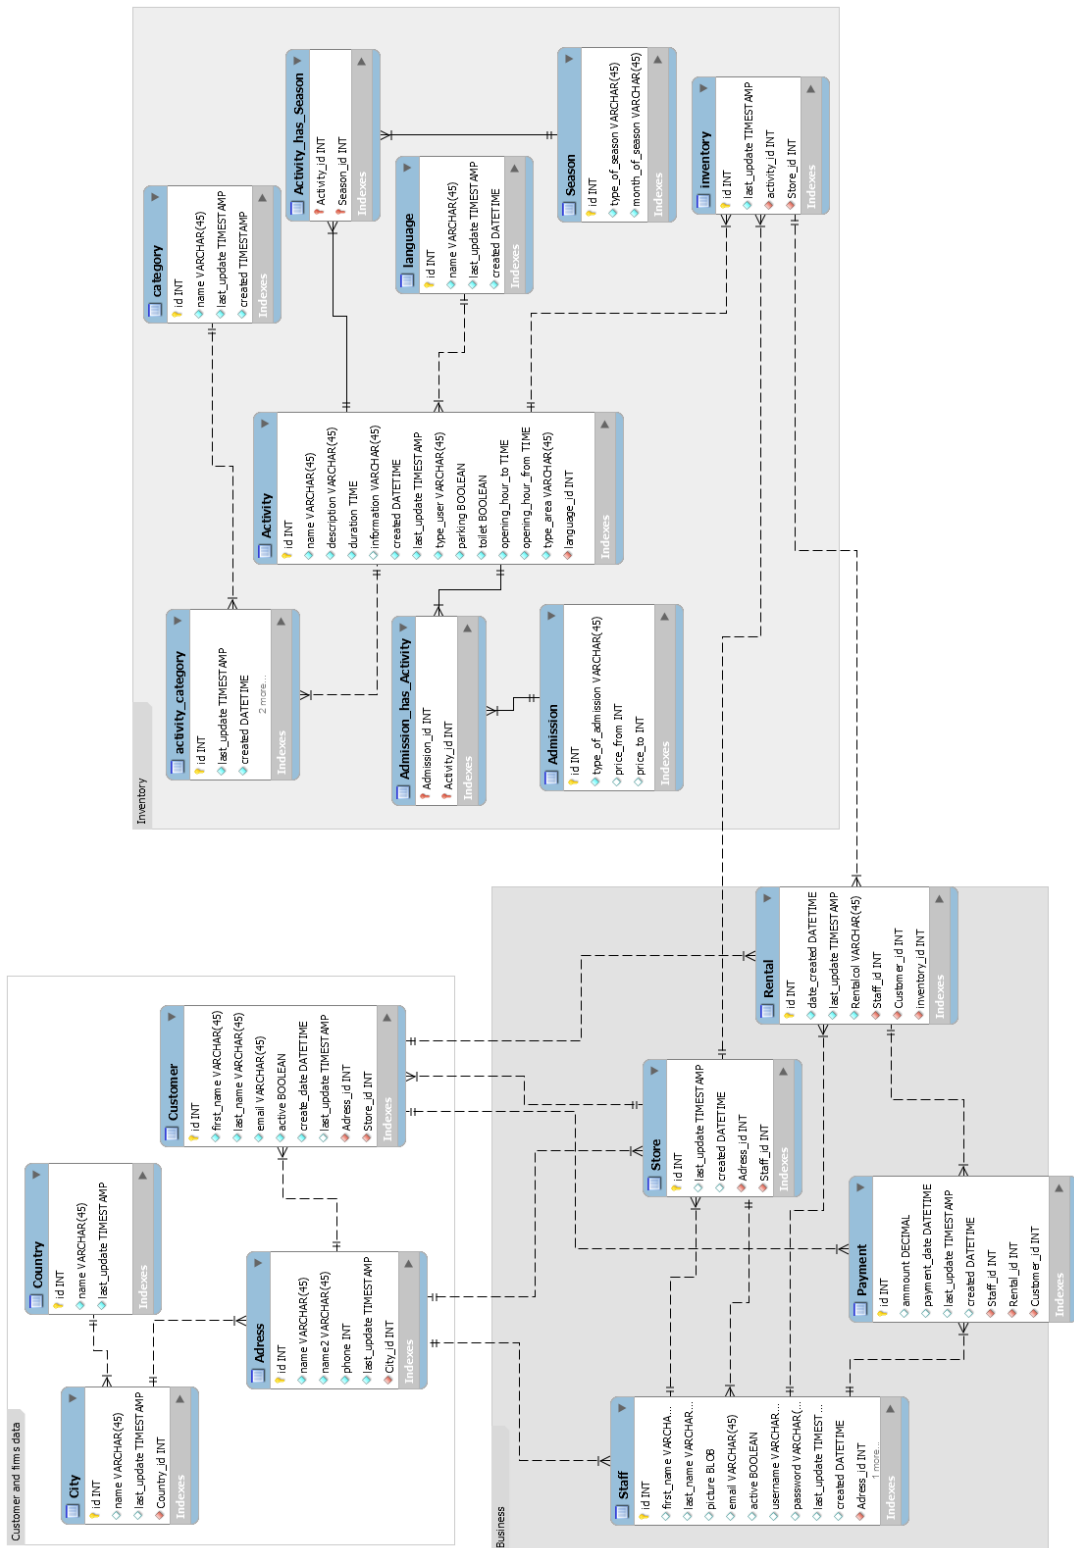 Customer and firms data
City
id INT
name VARCHAR(45)
last_update TIMESTAMP
Country_id INT
Indexes
Country
id INT
name VARCHAR(45)
last_update TIMESTAMP
Indexes
Adress
id INT
name VARCHAR(45)
name2 VARCHAR(45)
phone INT
last_update TIMESTAMP
City_id INT
Indexes
Customer
id INT
first_name VARCHAR(45)
last_name VARCHAR(45)
email VARCHAR(45)
active BOOLEAN
create_date DATETIME
last_update TIMESTAMP
Adress_id INT
Store_id INT
Indexes
Business
Staff
id INT
first_name VARCHA...
last_name VARCHAR...
picture BLOB
email VARCHAR(45)
active BOOLEAN
username VARCHAR...
password VARCHAR(...
last_update TIMEST...
created DATETIME
Adress_id INT
1 more...
Indexes
Store
id INT
last_update TIMESTAMP
created DATETIME
Adress_id INT
Staff_id INT
Indexes
Payment
id INT
ammount DECIMAL
payment_date DATETIME
last_update TIMESTAMP
created DATETIME
Staff_id INT
Rental_id INT
Customer_id INT
Indexes
Rental
id INT
date_created DATETIME
last_update TIMESTAMP
Rentalcol VARCHAR(45)
Staff_id INT
Customer_id INT
inventory_id INT
Indexes
Inventory
activity_category
id INT
last_update TIMESTAMP
created DATETIME
2 more...
Indexes
category
id INT
name VARCHAR(45)
last_update TIMESTAMP
created TIMESTAMP
Indexes
Activity
id INT
name VARCHAR(45)
description VARCHAR(45)
duration TIME
information VARCHAR(45)
created DATETIME
last_update TIMESTAMP
type_user VARCHAR(45)
parking BOOLEAN
toilet BOOLEAN
opening_hour_to TIME
opening_hour_from TIME
type_area VARCHAR(45)
language_id INT
Indexes
Activity_has_Season
Activity_id INT
Season_id INT
Indexes
language
id INT
name VARCHAR(45)
last_update TIMESTAMP
created DATETIME
Indexes
Admission_has_Activity
Admission_id INT
Activity_id INT
Indexes
Admission
id INT
type_of_admission VARCHAR(45)
price_from INT
price_to INT
Indexes
Season
id INT
type_of_season VARCHAR(45)
month_of_season VARCHAR(45)
Indexes
inventory
id INT
last_update TIMESTAMP
activity_id INT
Store_id INT
Indexes